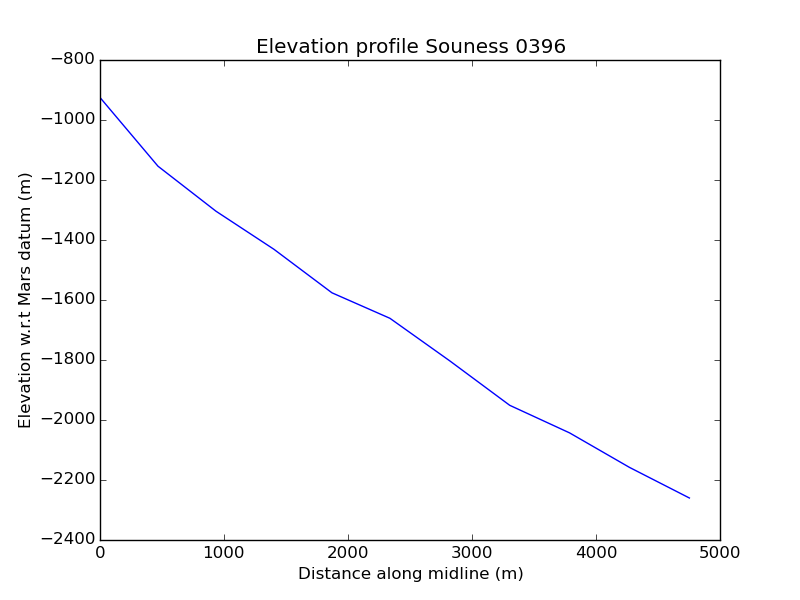 Elevation profile Souness 0396
−800
−1000
−1200
−1400
−1600
−1800
−2000
−2200
−2400
Elevation w.r.t Mars datum (m)
0 1000 2000 3000 4000 5000
Distance along midline (m)